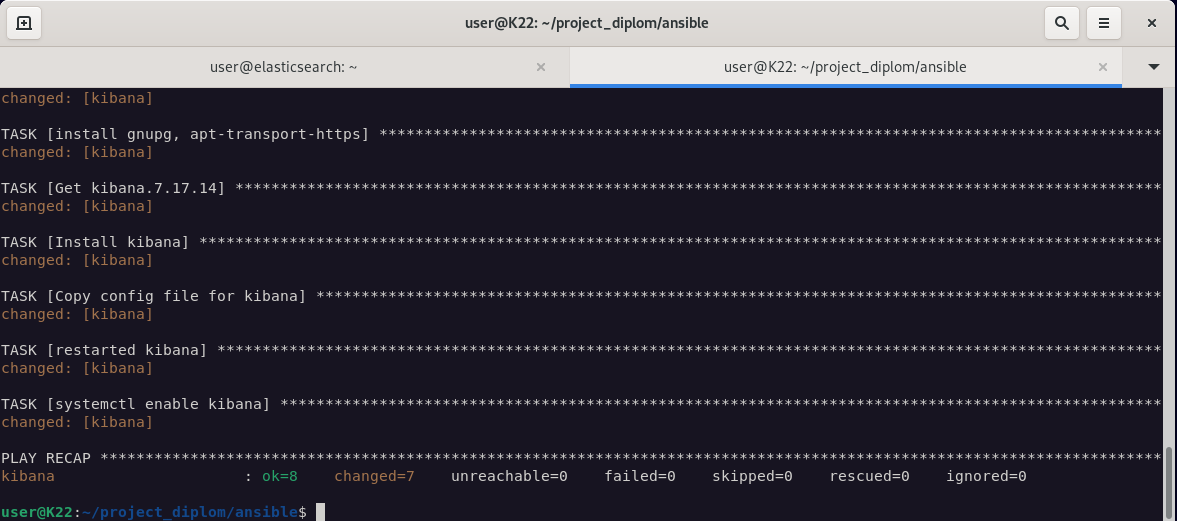 user@K22: ~/project_diplom/ansible
user@elasticsearch: ~
user@K22: ~/project_diplom/ansible
changed: [kibana]
TASK [install gnupg, apt-transport-https] ***************************************************************************************
changed: [kibana]
TASK [Get kibana.7.17.14] *******************************************************************************************************
changed: [kibana]
TASK [Install kibana] ***********************************************************************************************************
changed: [kibana]
TASK [Copy config file for kibana] **********************************************************************************************
changed: [kibana]
TASK [restarted kibana] *********************************************************************************************************
changed: [kibana]
TASK [systemctl enable kibana] **************************************************************************************************
changed: [kibana]
PLAY RECAP **********************************************************************************************************************
kibana                     : ok=8    changed=7    unreachable=0    failed=0    skipped=0    rescued=0    ignored=0
user@K22:~/project_diplom/ansible$